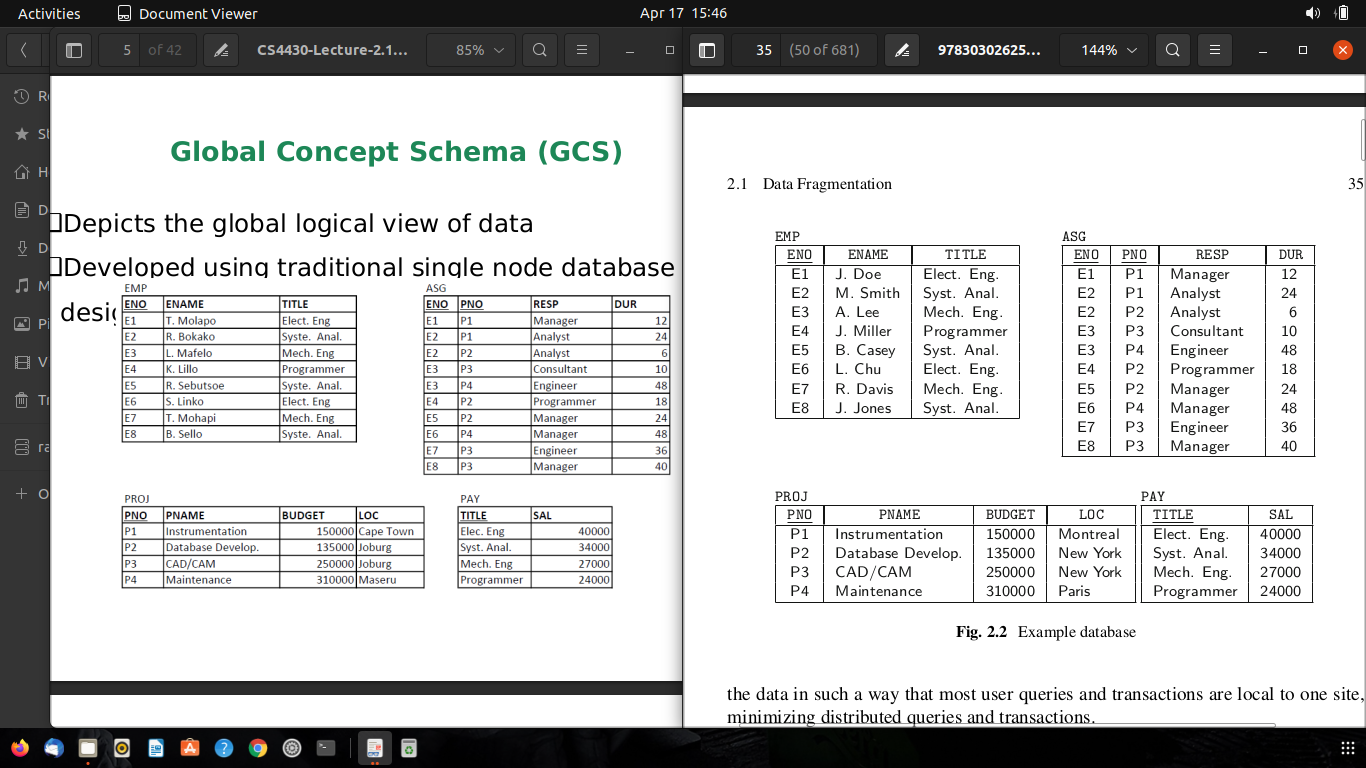 Activities
Document Viewer
Apr 17 15:46
5 of 42
CS4430-Lecture-2.1...
85%
35 (50 of 681)
97830302625...
144%
Global Concept Schema (GCS)
Depicts the global logical view of data
Developed using traditional single node database
EMP
ENO ENAME TITLE
E1 T. Molapo Elect. Eng
E2 R. Bokako Syste. Anal.
E3 L. Mafelo Mech. Eng
E4 K. Lillo Programmer
E5 R. Sebutsoe Syste. Anal.
E6 S. Linko Elect. Eng
E7 T. Mohapi Mech. Eng
E8 B. Sello Syste. Anal.
ASG
ENO PNO RESP DUR
E1 P1 Manager 12
E2 P1 Analyst 24
E2 P2 Analyst 6
E3 P3 Consultant 10
E3 P4 Engineer 48
E4 P2 Programmer 18
E5 P2 Manager 24
E6 P4 Manager 48
E7 P3 Engineer 36
E8 P3 Manager 40
PROJ
PNO PNAME BUDGET LOC
P1 Instrumentation 150000 Cape Town
P2 Database Develop. 135000 Joburg
P3 CAD/CAM 250000 Joburg
P4 Maintenance 310000 Maseru
PAY
TITLE SAL
Elec. Eng 40000
Syst. Anal. 34000
Mech. Eng 27000
Programmer 24000
2.1 Data Fragmentation 35
EMP
ENO ENAME TITLE
E1 J. Doe Elect. Eng.
E2 M. Smith Syst. Anal.
E3 A. Lee Mech. Eng.
E4 J. Miller Programmer
E5 B. Casey Syst. Anal.
E6 L. Chu Elect. Eng.
E7 R. Davis Mech. Eng.
E8 J. Jones Syst. Anal.
ASG
ENO PNO RESP DUR
E1 P1 Manager 12
E2 P1 Analyst 24
E2 P2 Analyst 6
E3 P3 Consultant 10
E3 P4 Engineer 48
E4 P2 Programmer 18
E5 P2 Manager 24
E6 P4 Manager 48
E7 P3 Engineer 36
E8 P3 Manager 40
PROJ
PNO PNAME BUDGET LOC
P1 Instrumentation 150000 Montreal
P2 Database Develop. 135000 New York
P3 CAD/CAM 250000 New York
P4 Maintenance 310000 Paris
PAY
TITLE SAL
Elect. Eng. 40000
Syst. Anal. 34000
Mech. Eng. 27000
Programmer 24000
Fig. 2.2 Example database
the data in such a way that most user queries and transactions are local to one site,
minimizing distributed queries and transactions.